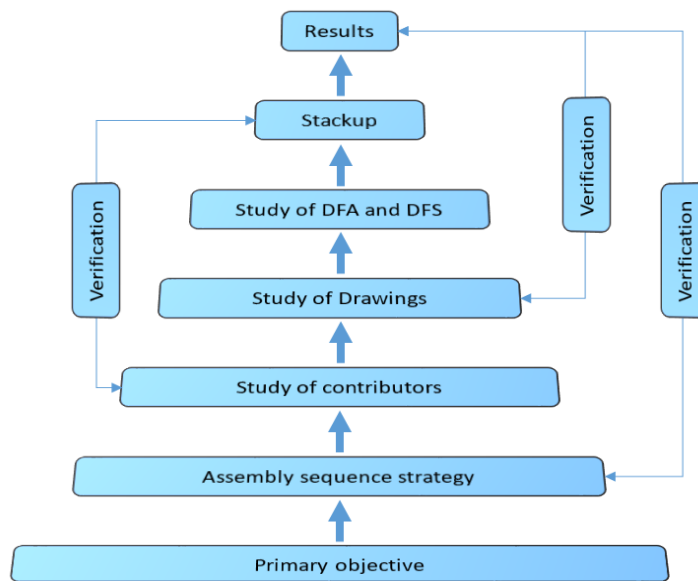 Results
Stackup
Verification
Verification
Verification
Study of DFA and DFS
Study of Drawings
Study of contributors
Assembly sequence strategy
Primary objective